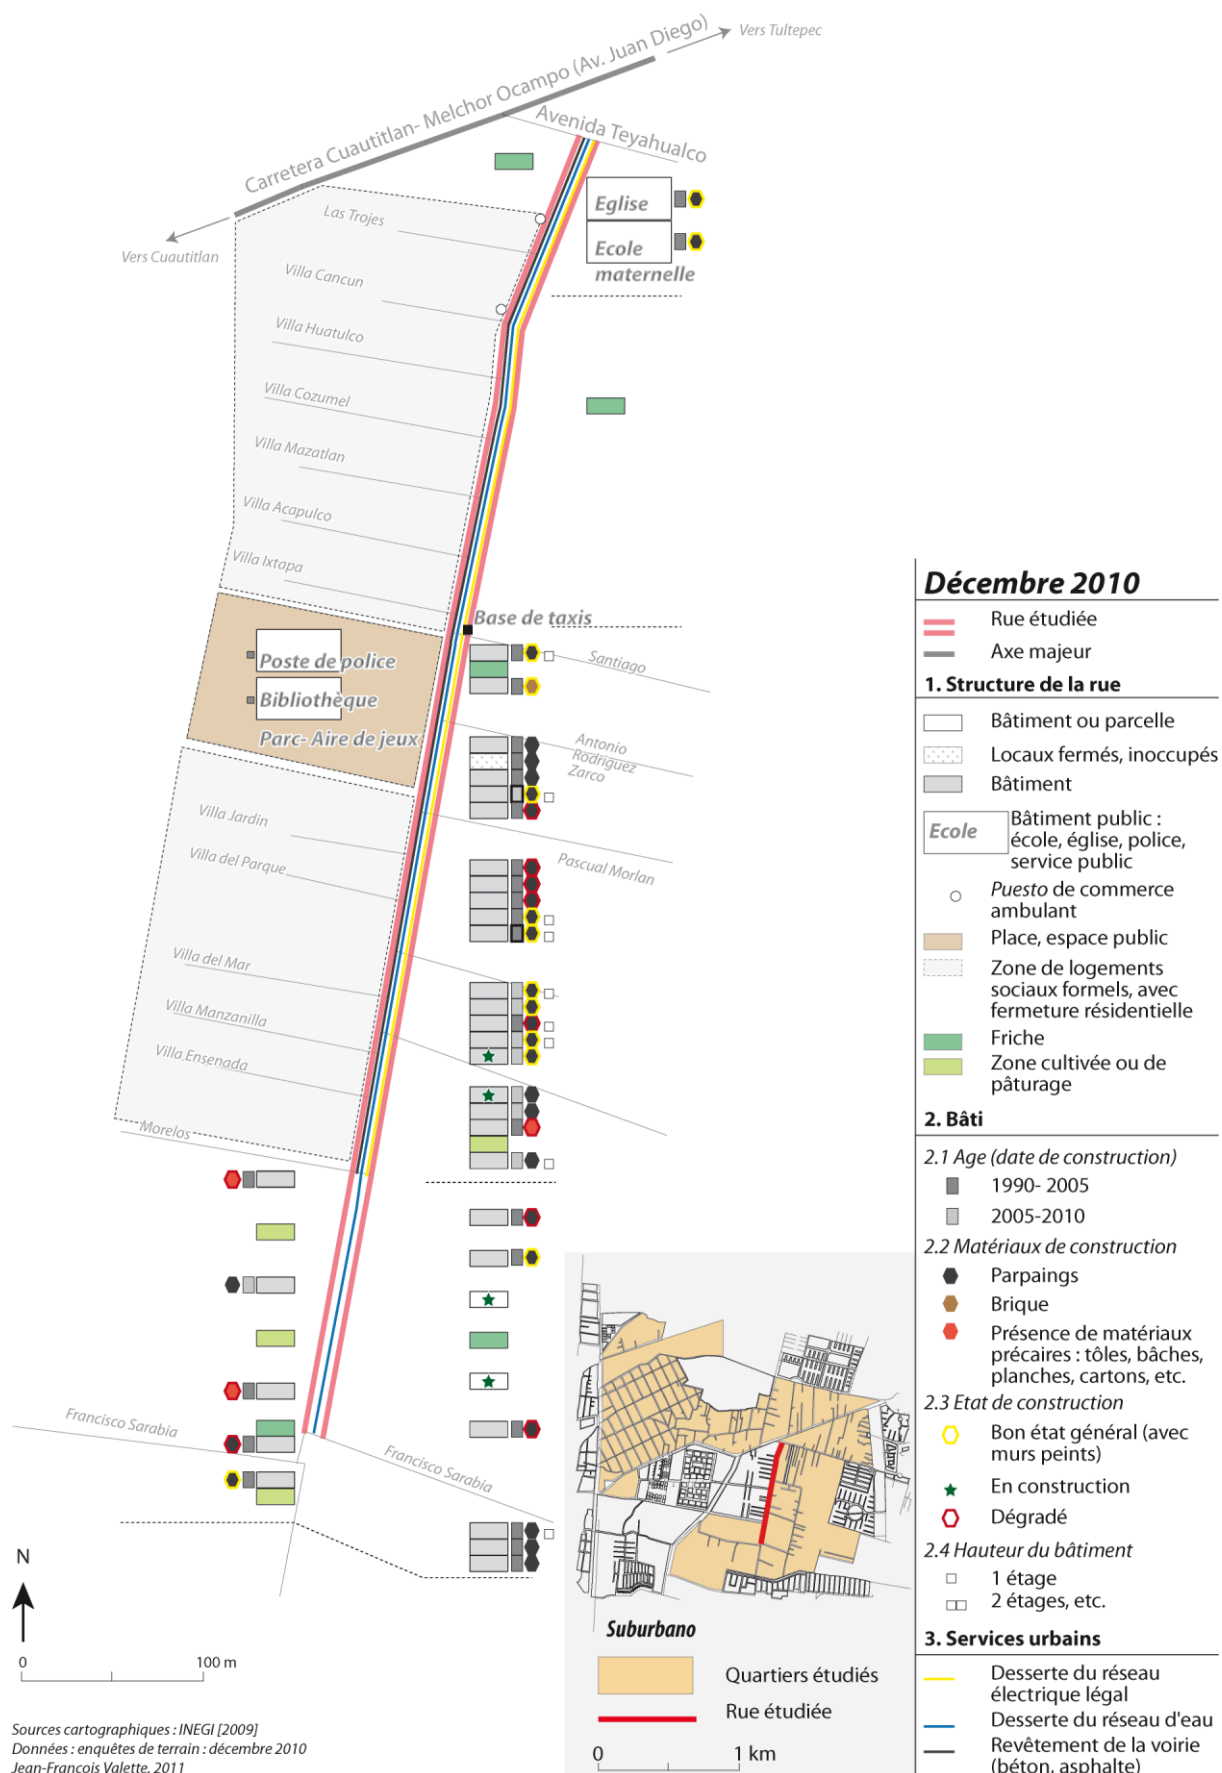 Carretera Cuautitlan- Melchor Ocampo (Av. Juan Diego)
Vers Tultepec
Avenida Teyahualco
Vers Cuautitlan
Eglise
Ecole
maternelle
Las Trojes
Villa Cancun
Villa Huatulco
Villa Cozumel
Villa Mazatlan
Villa Acapulco
Villa Ixtapa
Base de taxis
Santiago
Poste de police
Bibliothèque
Parc- Aire de jeux
Antonio
Rodriguez
Zarco
Villa Jardin
Villa del Parque
Pascual Morlan
Villa del Mar
Villa Manzanilla
Villa Ensenada
Morelos
Francisco Sarabia
Francisco Sarabia
N
0
100 m
Sources cartographiques : INEGI [2009]
Données : enquêtes de terrain : décembre 2010
Jean-François Valette, 2011
Suburbano
Quartiers étudiés
Rue étudiée
0
1 km
Décembre 2010
Rue étudiée
Axe majeur
1. Structure de la rue
Bâtiment ou parcelle
Locaux fermés, inoccupés
Bâtiment
Ecole
Bâtiment public :
école, église, police,
service public
Puesto de commerce
ambulant
Place, espace public
Zone de logements
sociaux formels, avec
fermeture résidentielle
Friche
Zone cultivée ou de
pâturage
2. Bâti
2.1 Age (date de construction)
1990- 2005
2005-2010
2.2 Matériaux de construction
Parpaings
Brique
Présence de matériaux
précaires : tôles, bâches,
planches, cartons, etc.
2.3 Etat de construction
Bon état général (avec
murs peints)
En construction
Dégradé
2.4 Hauteur du bâtiment
1 étage
2 étages, etc.
3. Services urbains
Desserte du réseau
électrique légal
Desserte du réseau d'eau
Revêtement de la voirie
(béton, asphalte)